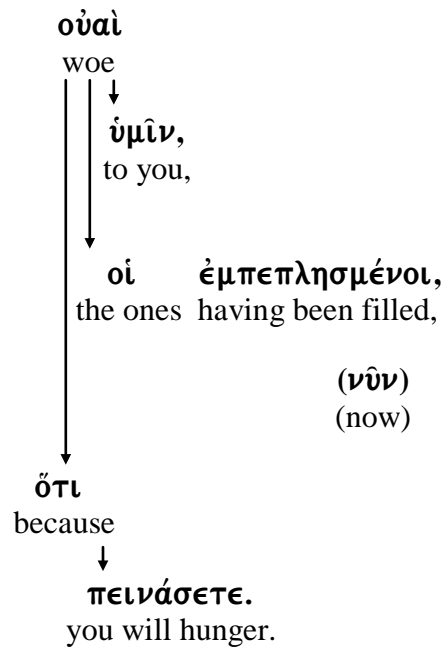 οὐαὶ
woe
ὑμῖν,
to you,
οἱ ἐμπεπλησμένοι,
the ones having been filled,
(νῦν)
(now)
ὅτι
because
πεινάσετε.
you will hunger.